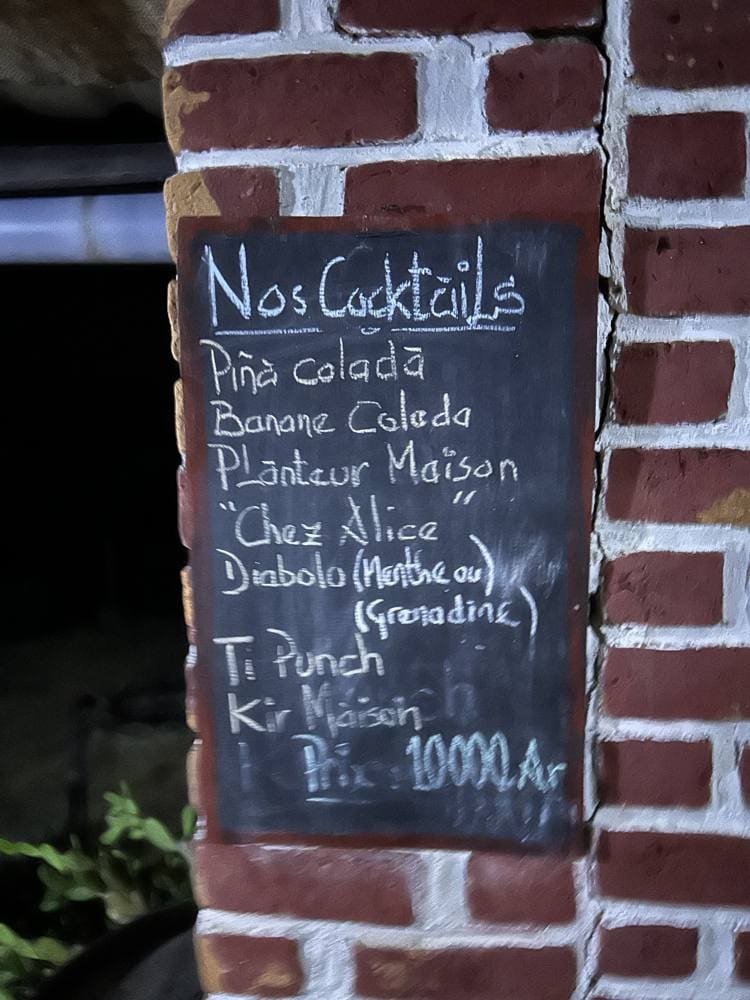 Nos Cocktails
Piña colada
Banane Colada
Planteur Maison
"Chez Alice"
Diabolo (Menthe ou)
(Grenadine)
Ti Punch
Kir Maison
Prix : 10000 Ar